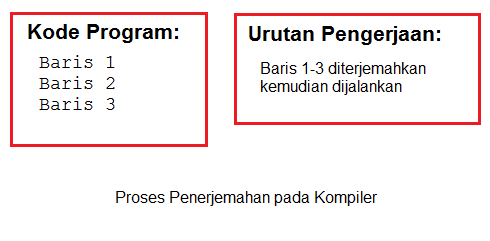 Kode Program:
Baris 1
Baris 2
Baris 3
Urutan Pengerjaan:
Baris 1-3 diterjemahkan
kemudian dijalankan
Proses Penerjemahan pada Kompiler